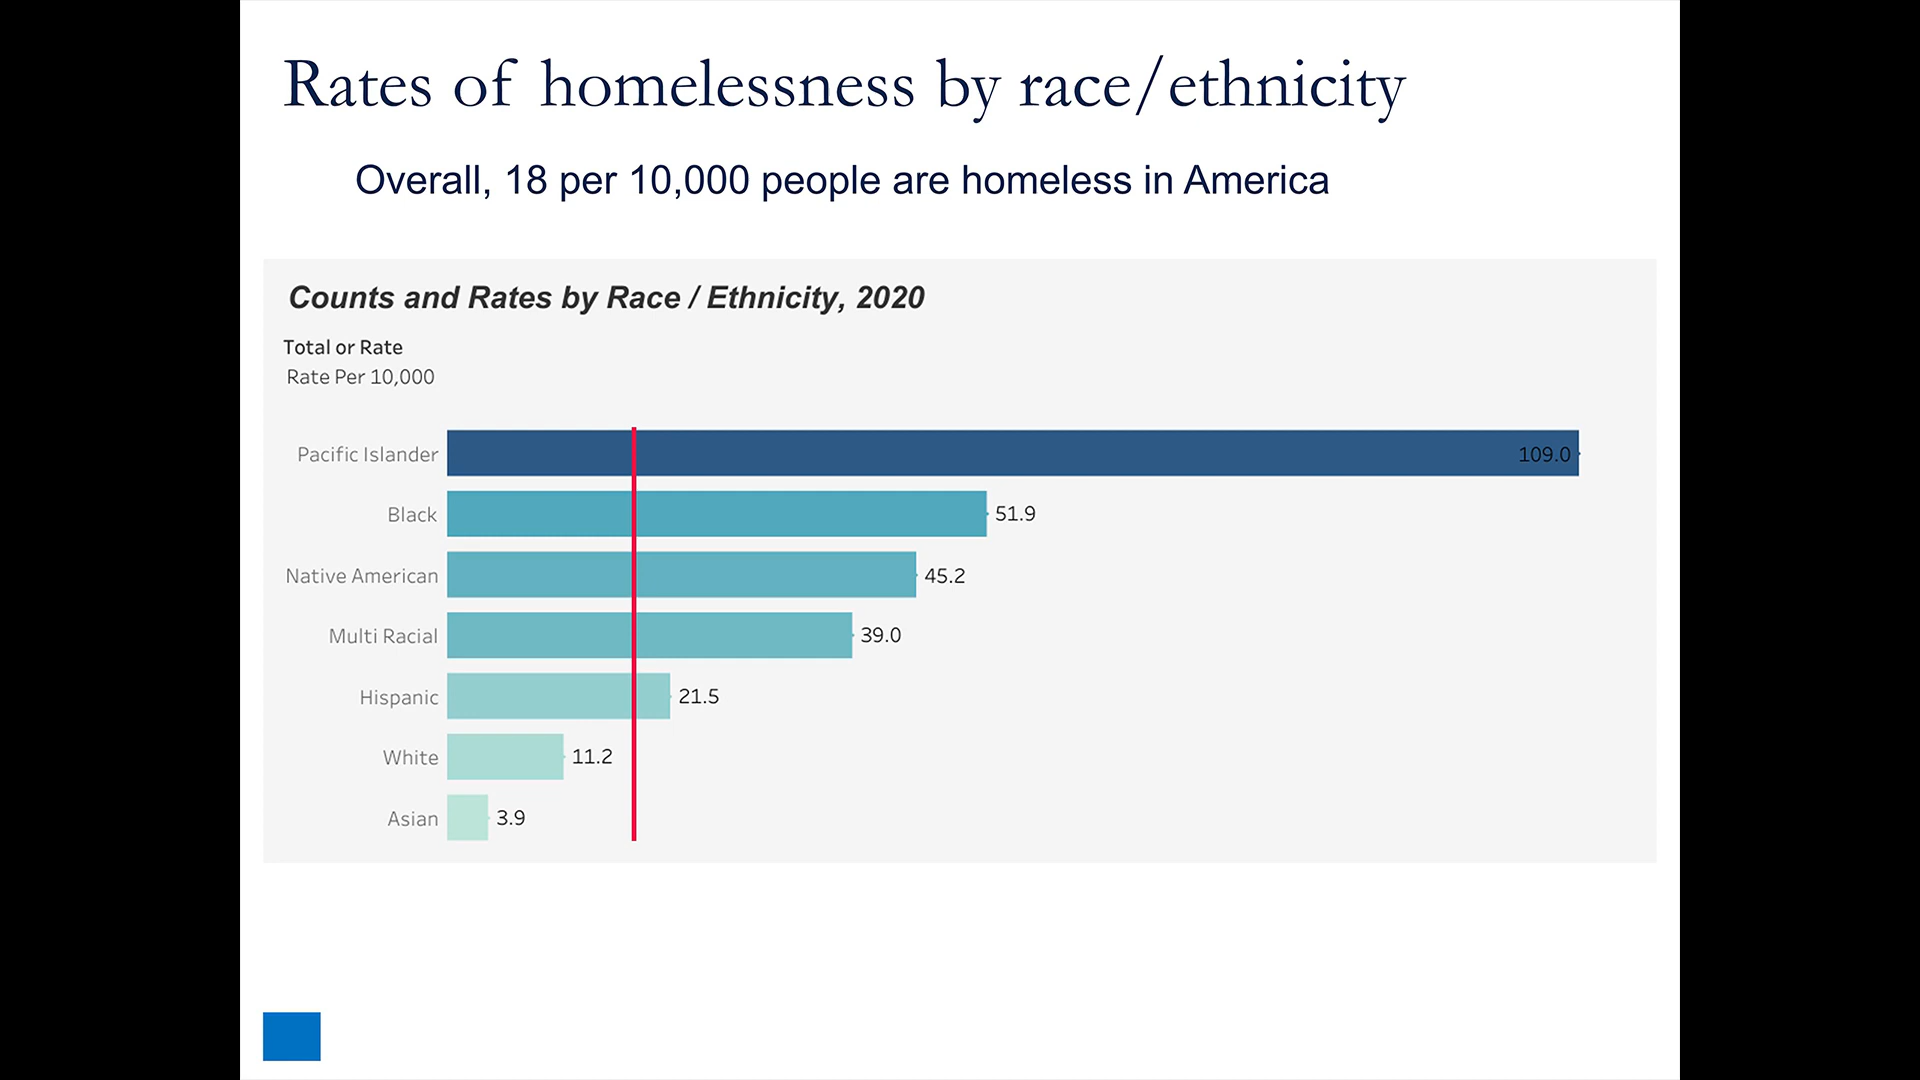 Rates of homelessness by race/ethnicity
Overall, 18 per 10,000 people are homeless in America
Counts and Rates by Race / Ethnicity, 2020
Total or Rate
Rate Per 10,000
Pacific Islander 109.0
Black 51.9
Native American 45.2
Multi Racial 39.0
Hispanic 21.5
White 11.2
Asian 3.9